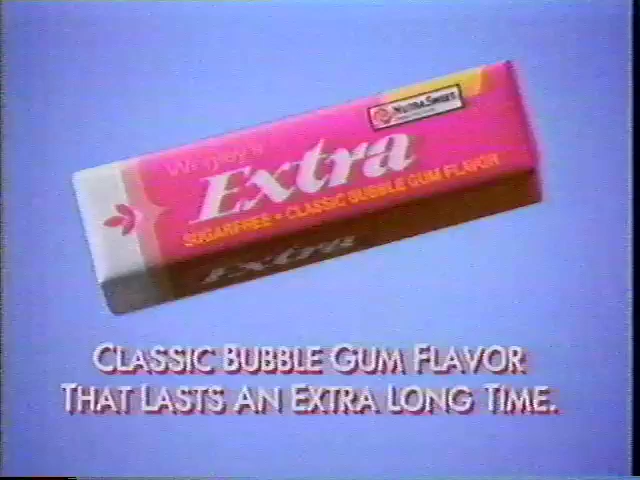 Wrigley's
Extra
NutraSweet
SUGARFREE • CLASSIC BUBBLE GUM FLAVOR
Extra
CLASSIC BUBBLE GUM FLAVOR
THAT LASTS AN EXTRA LONG TIME.